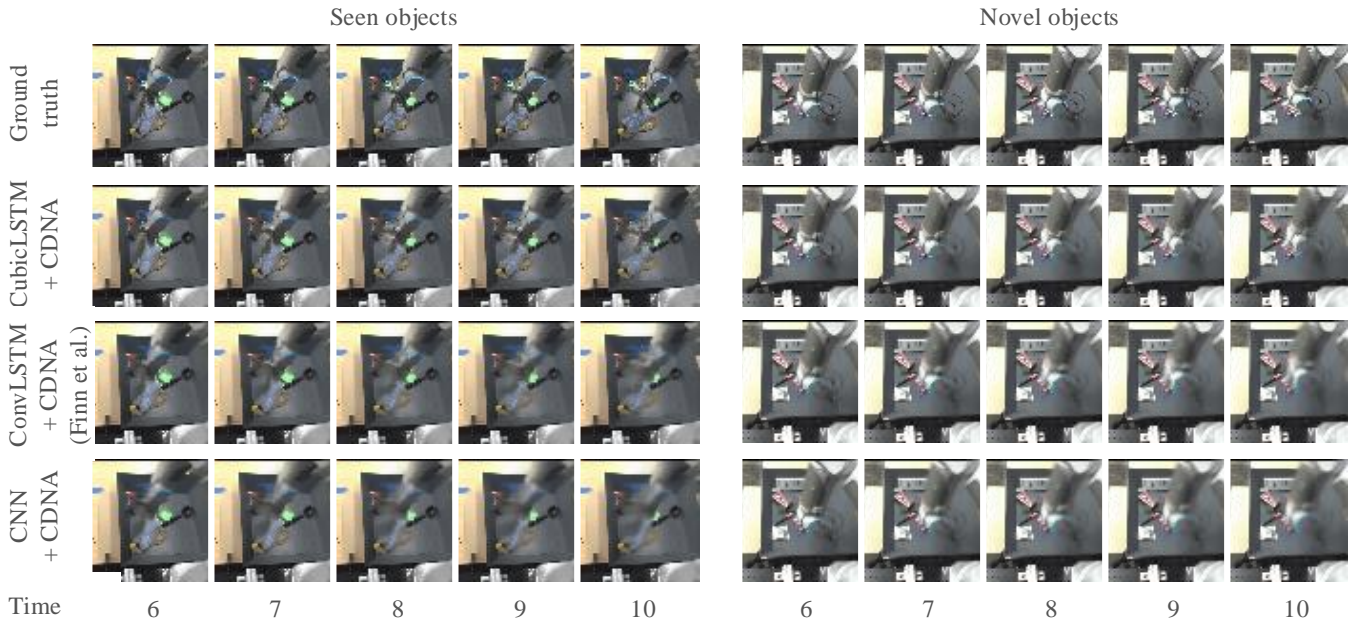 Seen objects
Novel objects
Ground
truth
CubicLSTM
+ CDNA
ConvLSTM
+ CDNA
(Finn et al.)
CNN
+ CDNA
Time 6 7 8 9 10 6 7 8 9 10